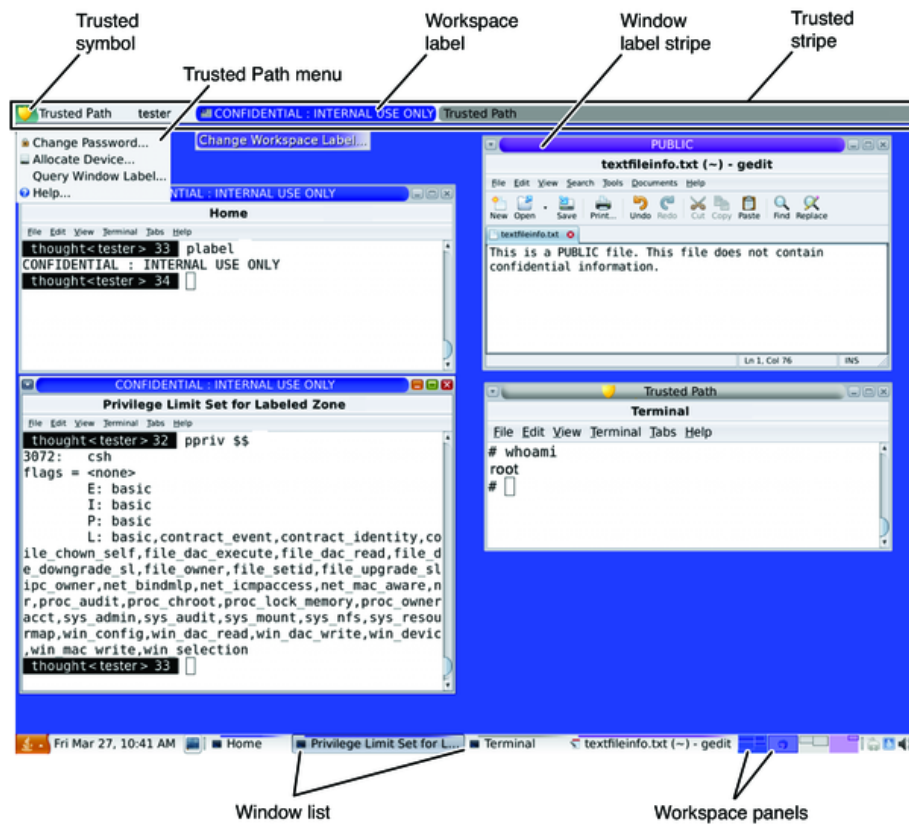 Trusted symbol
Workspace label
Window label stripe
Trusted stripe
Trusted Path menu
Trusted Path tester CONFIDENTIAL : INTERNAL USE ONLY Trusted Path
Change Workspace Label...
Change Password...
Allocate Device...
Query Window Label...
Help...
NTIAL : INTERNAL USE ONLY
Home
File Edit View Terminal Tabs Help
thought<tester> 33 plabel
CONFIDENTIAL : INTERNAL USE ONLY
thought<tester> 34
PUBLIC
textfileinfo.txt (~) - gedit
File Edit View Search Tools Documents Help
New Open Save Print... Undo Redo Cut Copy Paste Find Replace
textfileinfo.txt
This is a PUBLIC file. This file does not contain
confidential information.
Ln 1, Col 76 INS
CONFIDENTIAL : INTERNAL USE ONLY
Privilege Limit Set for Labeled Zone
File Edit View Terminal Tabs Help
thought<tester> 32 ppriv $$
3072: csh
flags = <none>
E: basic
I: basic
P: basic
L: basic,contract_event,contract_identity,co
ile_chown_self,file_dac_execute,file_dac_read,file_d
e_downgrade_sl,file_owner,file_setid,file_upgrade_sl
ipc_owner,net_bindmlp,net_icmpaccess,net_mac_aware,n
r,proc_audit,proc_chroot,proc_lock_memory,proc_owner
acct,sys_admin,sys_audit,sys_mount,sys_nfs,sys_resou
rmap,win_config,win_dac_read,win_dac_write,win_devic
,win_mac_write,win_selection
thought<tester> 33
Trusted Path
Terminal
File Edit View Terminal Tabs Help
# whoami
root
#
Fri Mar 27, 10:41 AM Home Privilege Limit Set for L... Terminal textfileinfo.txt (~) - gedit
Window list
Workspace panels